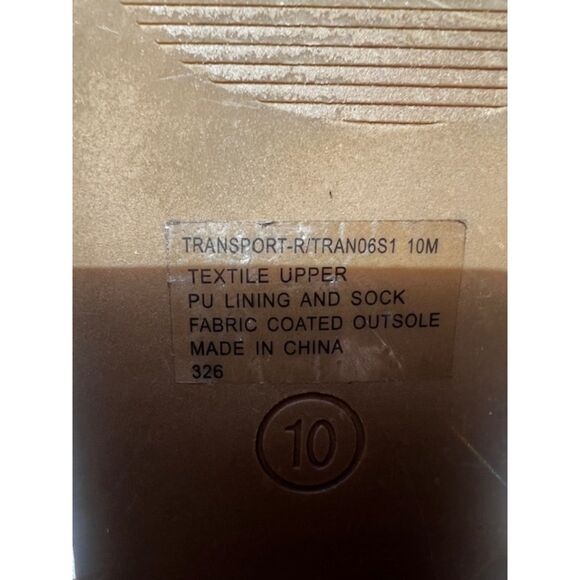 TRANSPORT-R/TRAN06S1 10M
TEXTILE UPPER
PU LINING AND SOCK
FABRIC COATED OUTSOLE
MADE IN CHINA
326
10